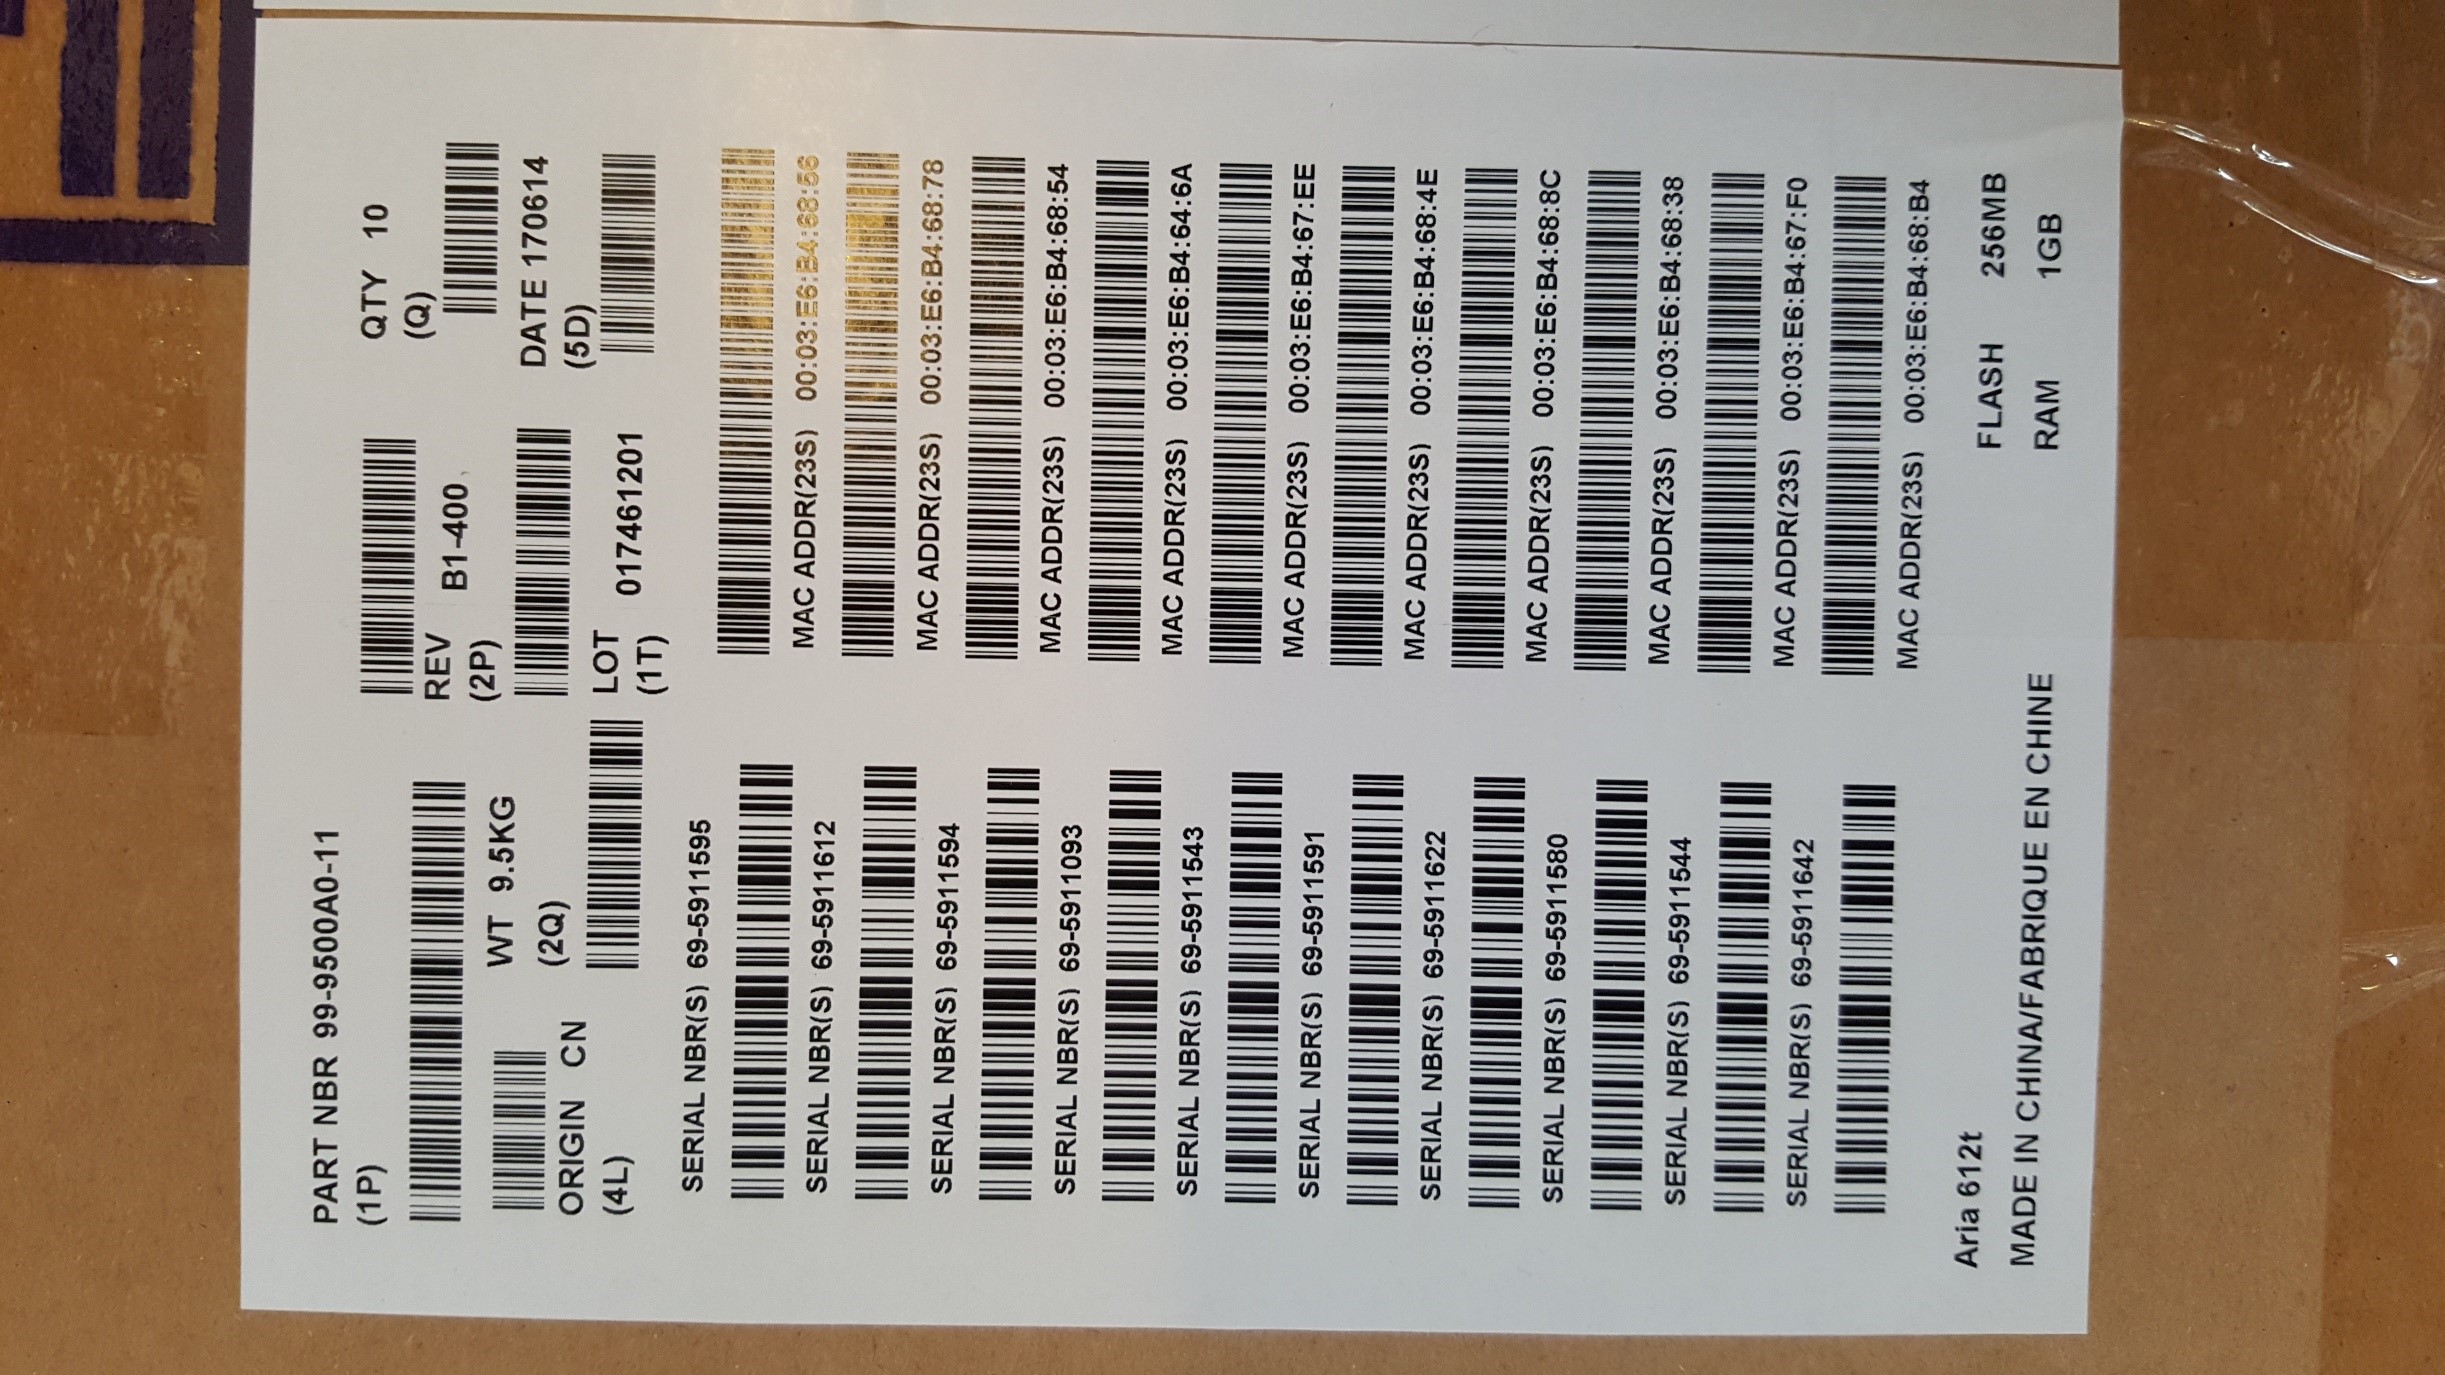 PART NBR 99-9500A0-11
(1P)
QTY 10
(Q)
REV B1-400
(2P)
WT 9.5KG
(2Q)
DATE 170614
(5D)
ORIGIN CN
(4L)
LOT 017461201
(1T)
SERIAL NBR(S) 69-5911595
MAC ADDR(23S) 00:03:E6:B4:68:56
SERIAL NBR(S) 69-5911612
MAC ADDR(23S) 00:03:E6:B4:68:78
SERIAL NBR(S) 69-5911594
MAC ADDR(23S) 00:03:E6:B4:68:54
SERIAL NBR(S) 69-5911093
MAC ADDR(23S) 00:03:E6:B4:64:6A
SERIAL NBR(S) 69-5911543
MAC ADDR(23S) 00:03:E6:B4:67:EE
SERIAL NBR(S) 69-5911591
MAC ADDR(23S) 00:03:E6:B4:68:4E
SERIAL NBR(S) 69-5911622
MAC ADDR(23S) 00:03:E6:B4:68:8C
SERIAL NBR(S) 69-5911580
MAC ADDR(23S) 00:03:E6:B4:68:38
SERIAL NBR(S) 69-5911544
MAC ADDR(23S) 00:03:E6:B4:67:F0
SERIAL NBR(S) 69-5911642
MAC ADDR(23S) 00:03:E6:B4:68:B4
Aria 612t
FLASH 256MB
MADE IN CHINA/FABRIQUE EN CHINE
RAM 1GB